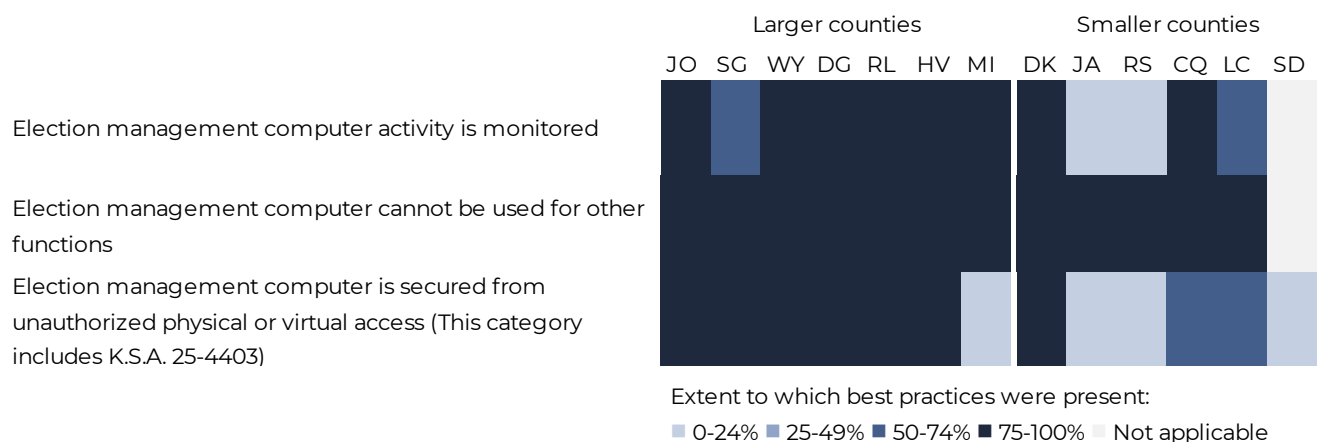 Larger counties Smaller counties
JO SG WY DG RL HV MI DK JA RS CQ LC SD
Election management computer activity is monitored
Election management computer cannot be used for other
functions
Election management computer is secured from
unauthorized physical or virtual access (This category
includes K.S.A. 25-4403)
Extent to which best practices were present:
0-24% 25-49% 50-74% 75-100% Not applicable